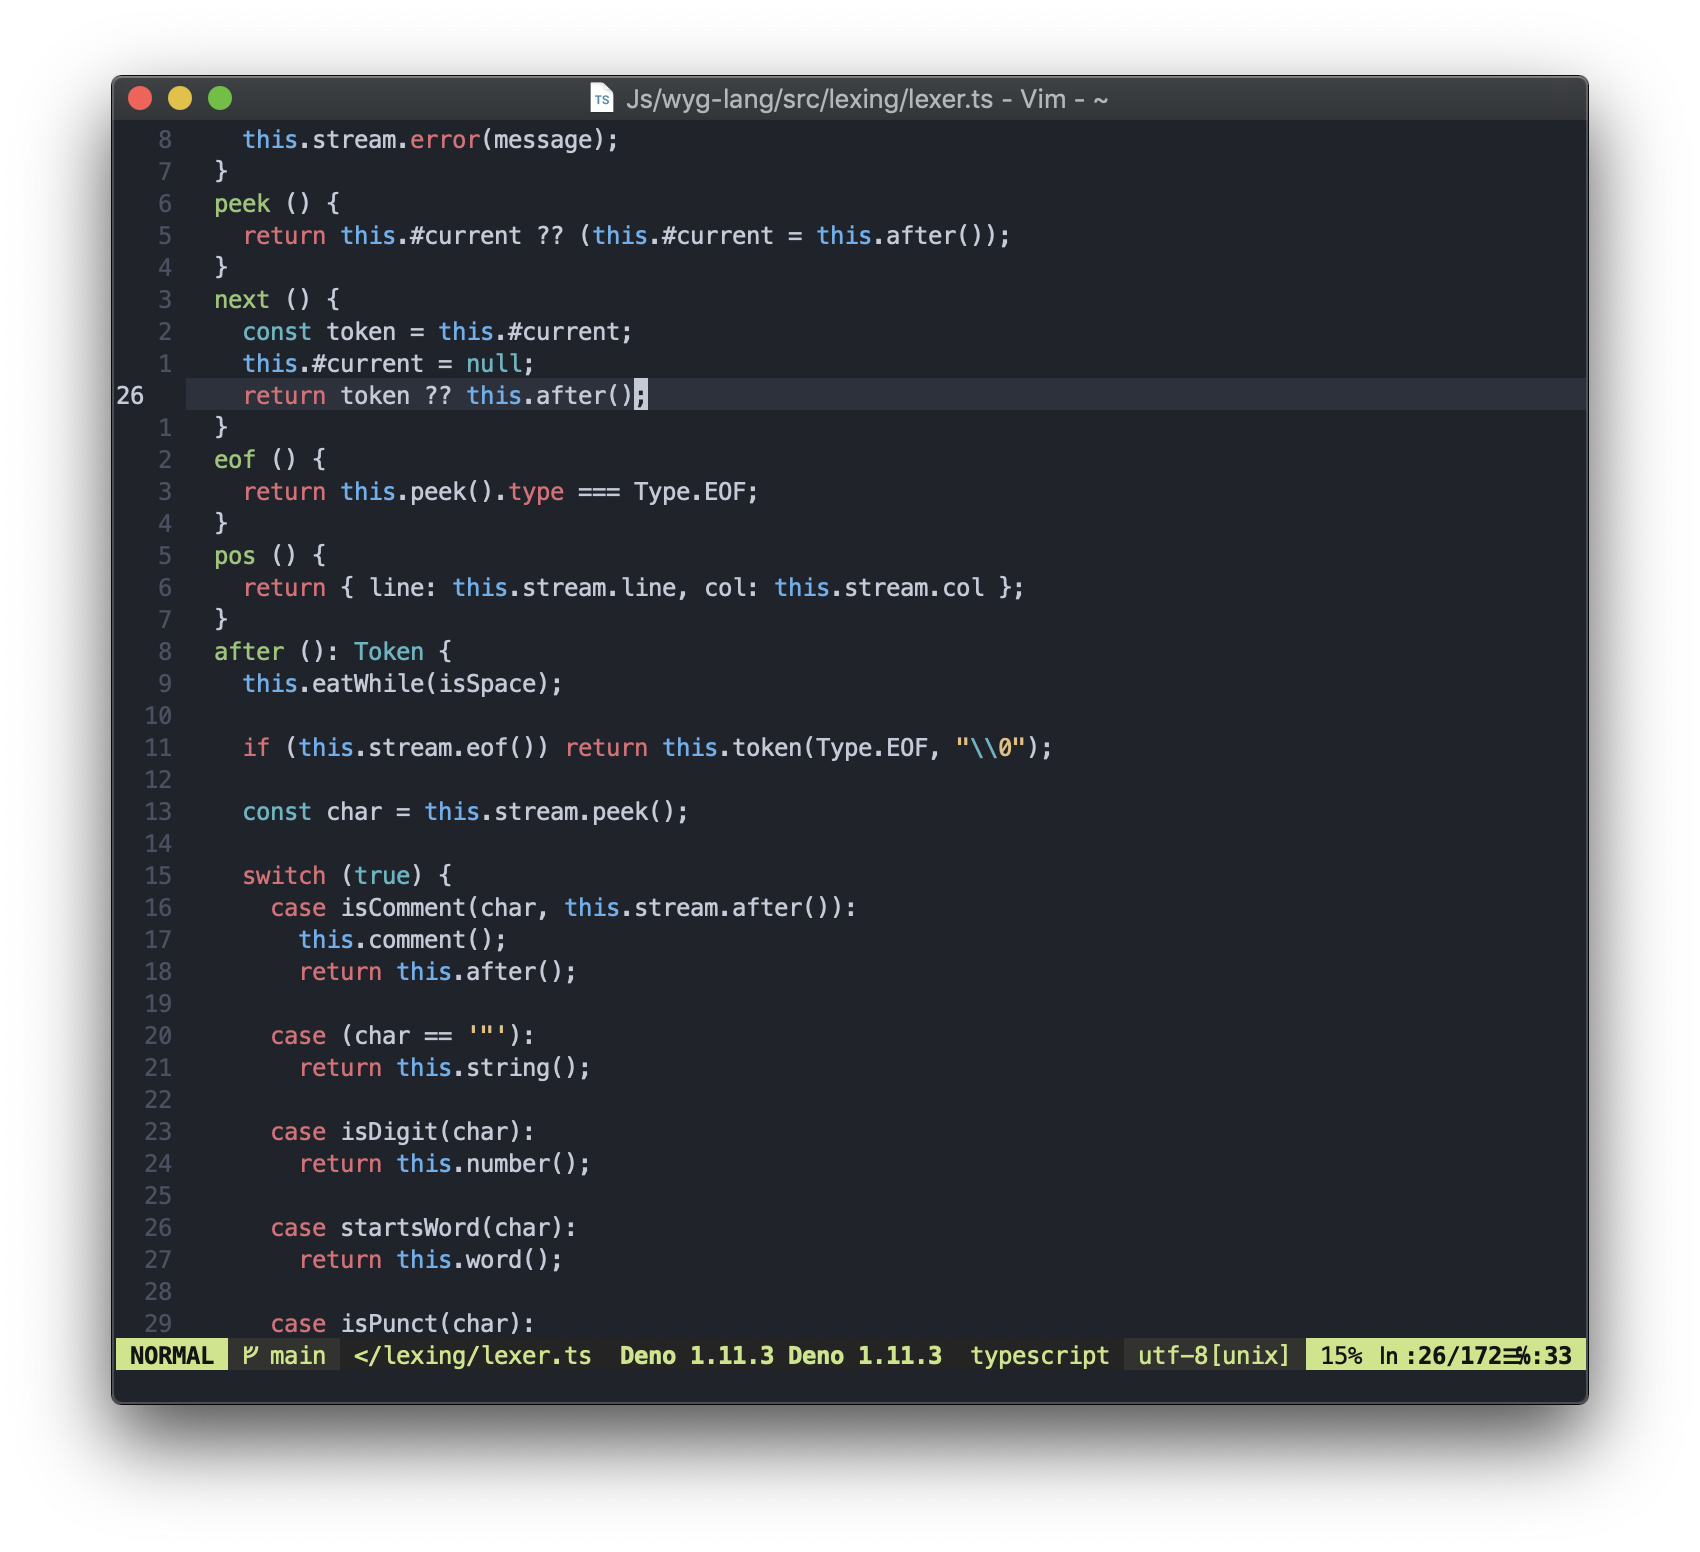 TS Js/wyg-lang/src/lexing/lexer.ts - Vim - ~
8     this.stream.error(message);
7   }
6   peek () {
5     return this.#current ?? (this.#current = this.after());
4   }
3   next () {
2     const token = this.#current;
1     this.#current = null;
26     return token ?? this.after();
1   }
2   eof () {
3     return this.peek().type === Type.EOF;
4   }
5   pos () {
6     return { line: this.stream.line, col: this.stream.col };
7   }
8   after (): Token {
9     this.eatWhile(isSpace);
10
11     if (this.stream.eof()) return this.token(Type.EOF, "\\0");
12
13     const char = this.stream.peek();
14
15     switch (true) {
16       case isComment(char, this.stream.after()):
17         this.comment();
18         return this.after();
19
20       case (char == '"'):
21         return this.string();
22
23       case isDigit(char):
24         return this.number();
25
26       case startsWord(char):
27         return this.word();
28
29       case isPunct(char):
NORMAL main </lexing/lexer.ts Deno 1.11.3 Deno 1.11.3 typescript utf-8[unix] 15% ln :26/172☰℅:33